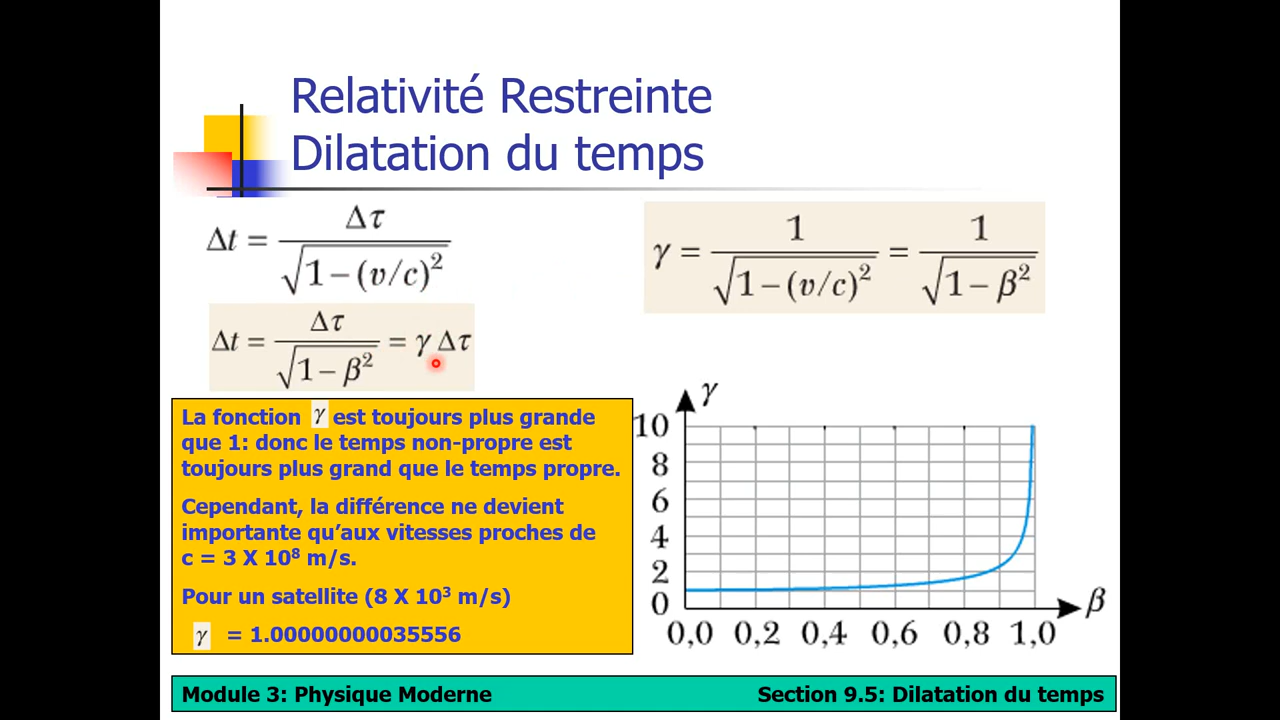 Relativité Restreinte
Dilatation du temps
Δt = Δτ / √(1 – (v/c)²)
γ = 1 / √(1 – (v/c)²) = 1 / √(1 – β²)
Δt = Δτ / √(1 – β²) = γ Δτ
La fonction γ est toujours plus grande
que 1: donc le temps non-propre est
toujours plus grand que le temps propre.
Cependant, la différence ne devient
importante qu’aux vitesses proches de
c = 3 X 10⁸ m/s.
Pour un satellite (8 X 10³ m/s)
γ = 1.00000000035556
γ
10
8
6
4
2
0
β
0,0 0,2 0,4 0,6 0,8 1,0
Module 3: Physique Moderne
Section 9.5: Dilatation du temps